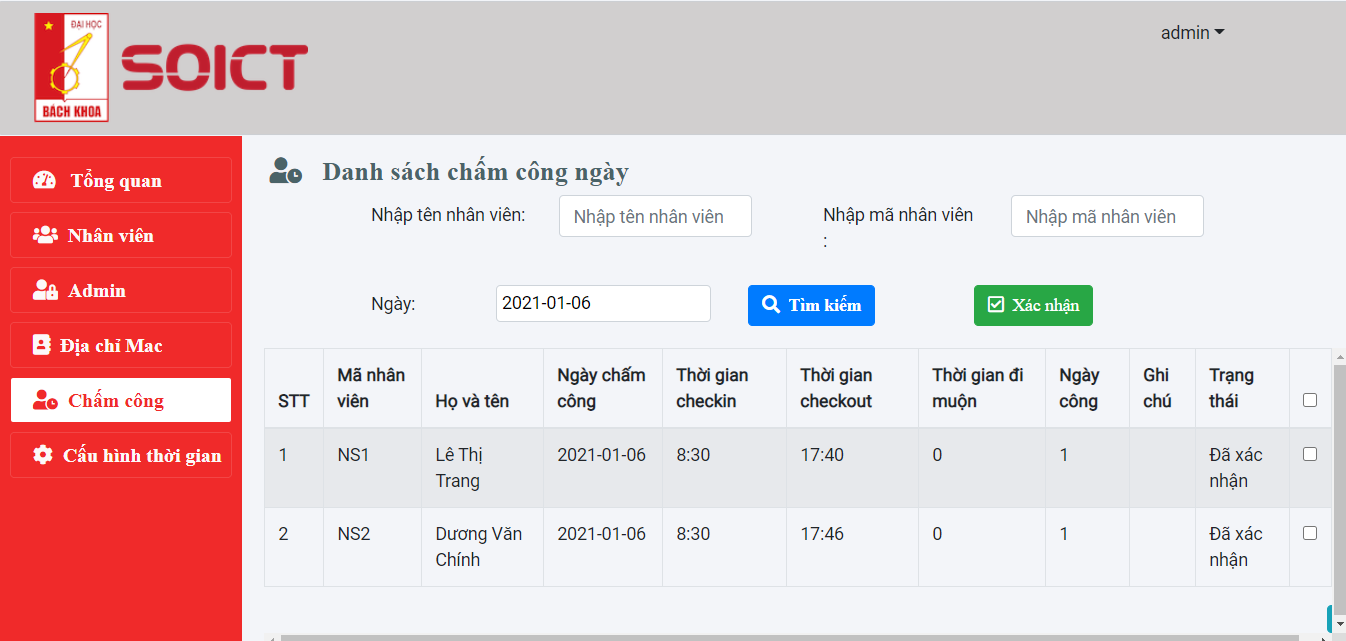 ĐẠI HỌC
BÁCH KHOA
SOICT
admin
Tổng quan
Nhân viên
Admin
Địa chỉ Mac
Chấm công
Cấu hình thời gian
Danh sách chấm công ngày
Nhập tên nhân viên: Nhập tên nhân viên Nhập mã nhân viên Nhập mã nhân viên
:
Ngày: 2021-01-06 Tìm kiếm Xác nhận
Mã nhân Ngày chấm Thời gian Thời gian Thời gian đi Ngày Ghi Trạng
STT viên Họ và tên công checkin checkout muộn công chú thái
1 NS1 Lê Thị 2021-01-06 8:30 17:40 0 1 Đã xác
Trang nhận
2 NS2 Dương Văn 2021-01-06 8:30 17:46 0 1 Đã xác
Chính nhận